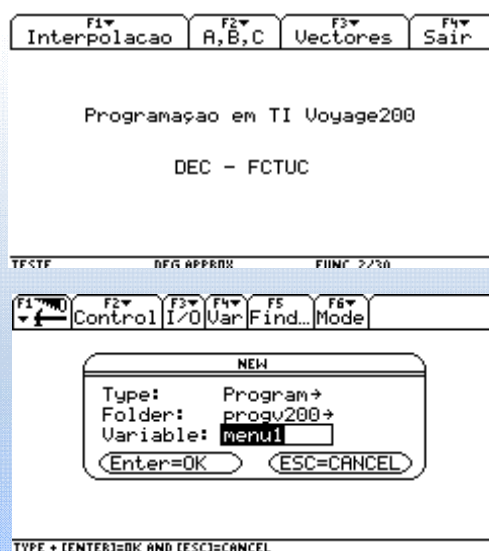 F1 F2 F3 F4
Interpolacao A,B,C Vectores Sair
Programaçao em TI Voyage200
DEC - FCTUC
TESTE DEG APPROX FUNC 2/30
F1 F2 F3 F4 F5 F6
Control I/O Var Find... Mode
NEW
Type: Program→
Folder: progv200→
Variable: menu1
Enter=OK ESC=CANCEL
TYPE + [ENTER]=OK AND [ESC]=CANCEL